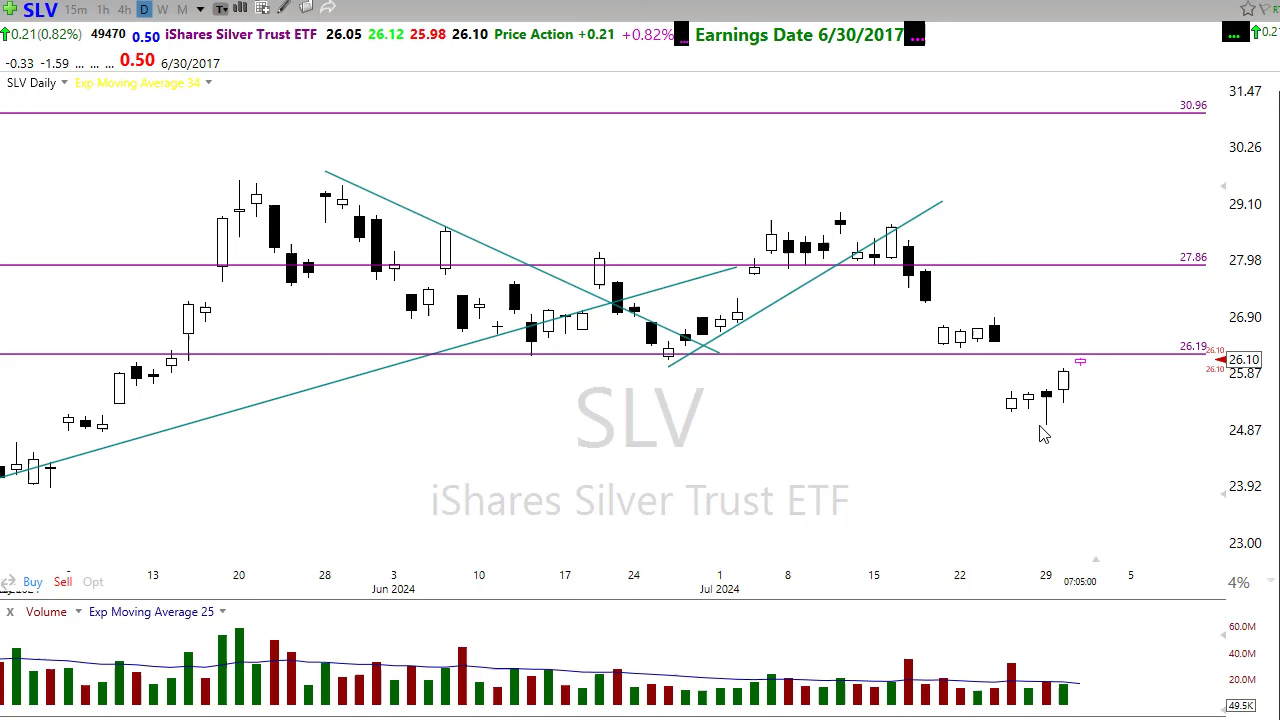 SLV 15m 1h 4h D W M T
0.21(0.82%) 49470 0.50 iShares Silver Trust ETF 26.05 26.12 25.98 26.10 Price Action +0.21 +0.82% ... Earnings Date 6/30/2017 ... ... 0.2
-0.33 -1.59 ... ... ... 0.50 6/30/2017
SLV Daily Exp Moving Average 34
31.47
30.96
30.26
29.10
27.86
27.98
26.90
26.19
26.10
26.10
26.10
25.87
SLV
24.87
iShares Silver Trust ETF
23.92
23.00
13 20 28 3 10 17 24 1 8 15 22 29 5
Buy Sell Opt 07:05:00 4%
Jun 2024 Jul 2024
x Volume Exp Moving Average 25
60.0M
40.0M
20.0M
49.5K